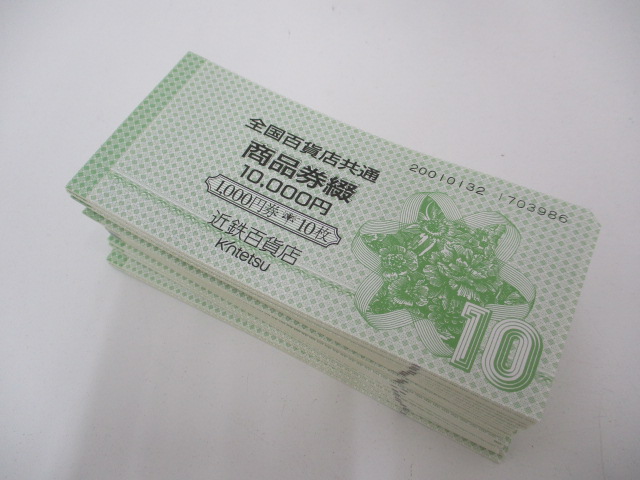 全国百貨店共通
商品券綴
10,000円
1,000円券＊10枚
近鉄百貨店
Kintetsu
20010132 1703986
10